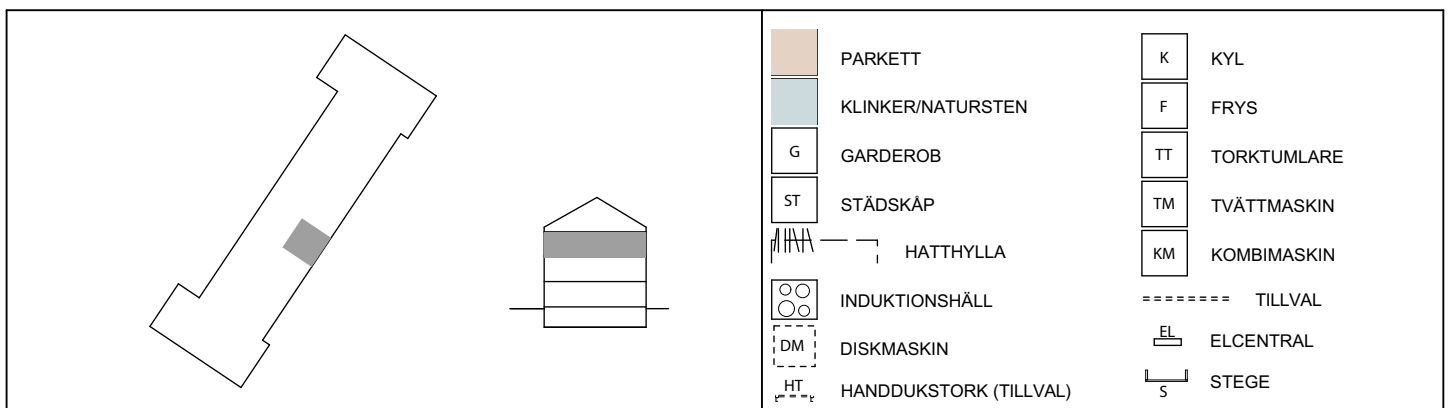 PARKETT
KLINKER/NATURSTEN
G GARDEROB
ST STÄDSKÅP
HATTHYLLA
INDUKTIONSHÄLL
DM DISKMASKIN
HT HANDDUKSTORK (TILLVAL)
K KYL
F FRYS
TT TORKTUMLARE
TM TVÄTTMASKIN
KM KOMBIMASKIN
TILLVAL
EL ELCENTRAL
S STEGE